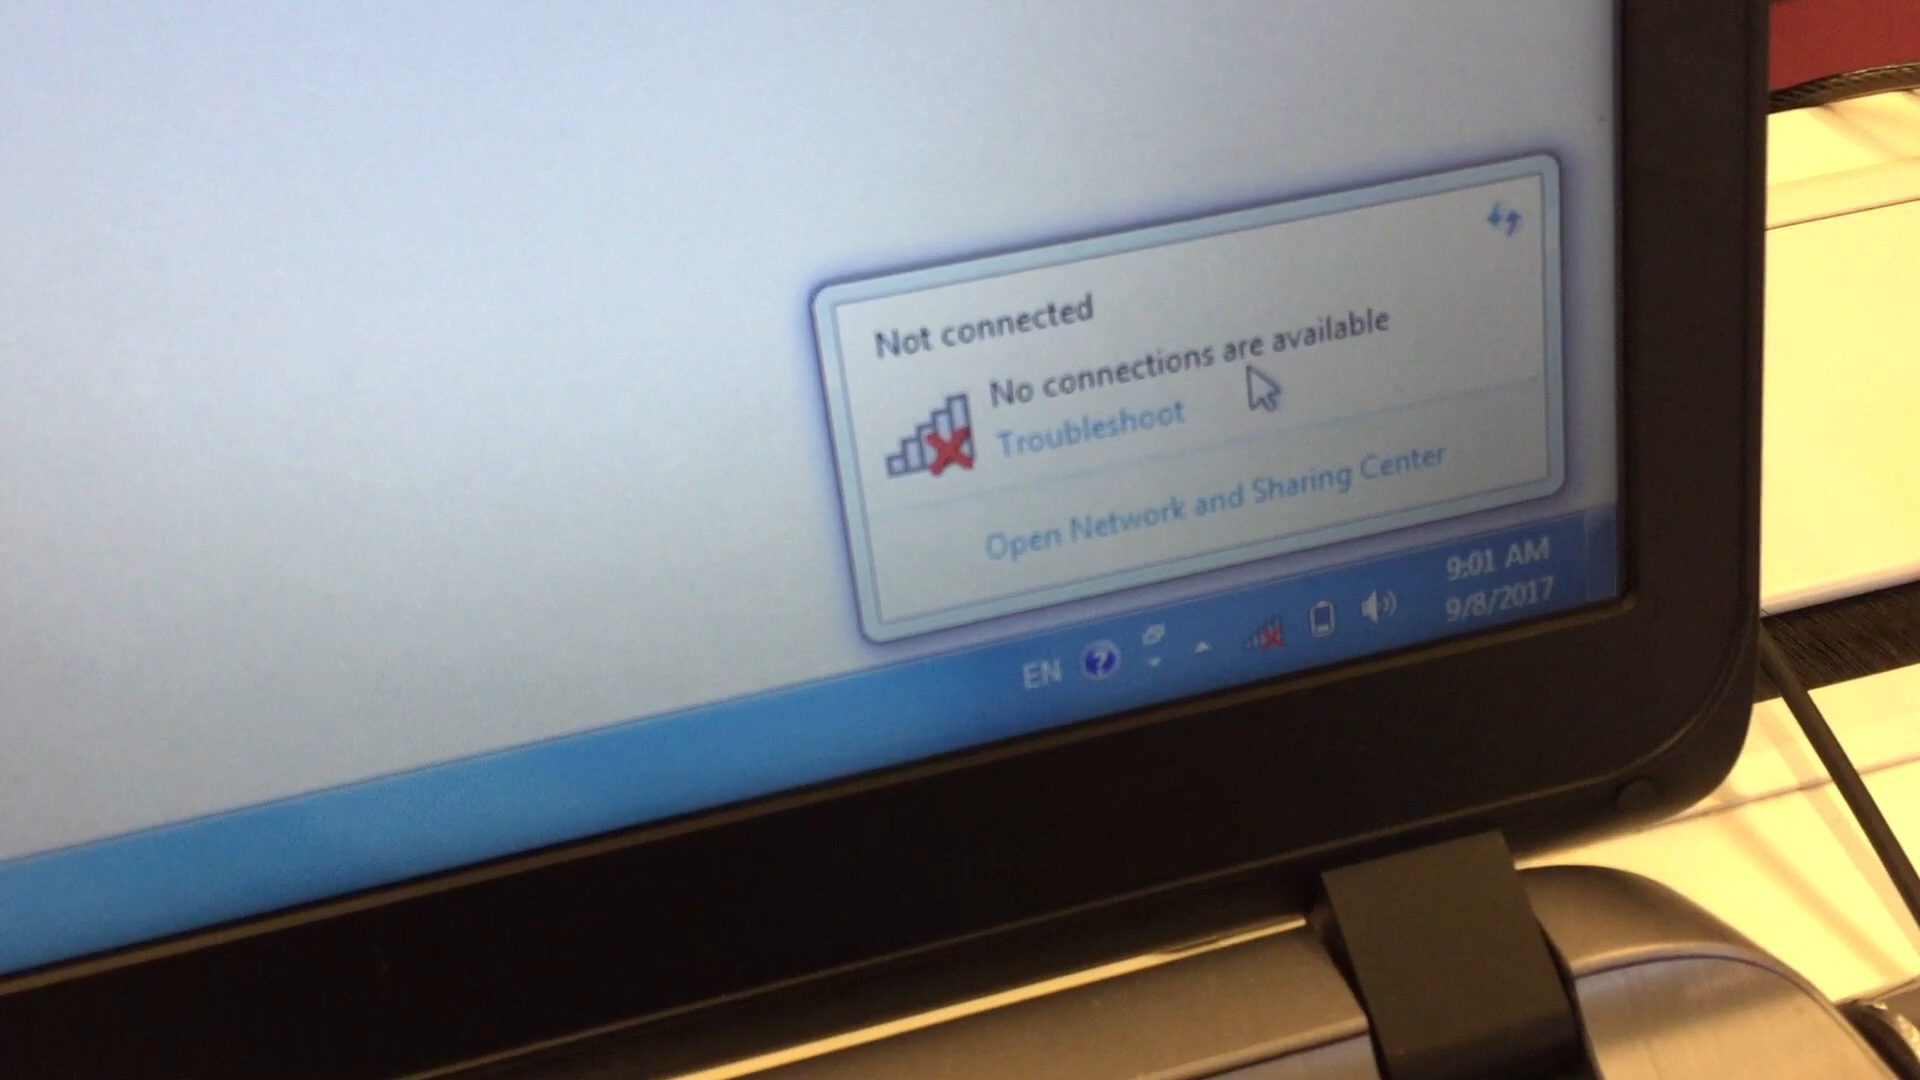 Not connected
No connections are available
Troubleshoot
Open Network and Sharing Center
EN
9:01 AM
9/8/2017